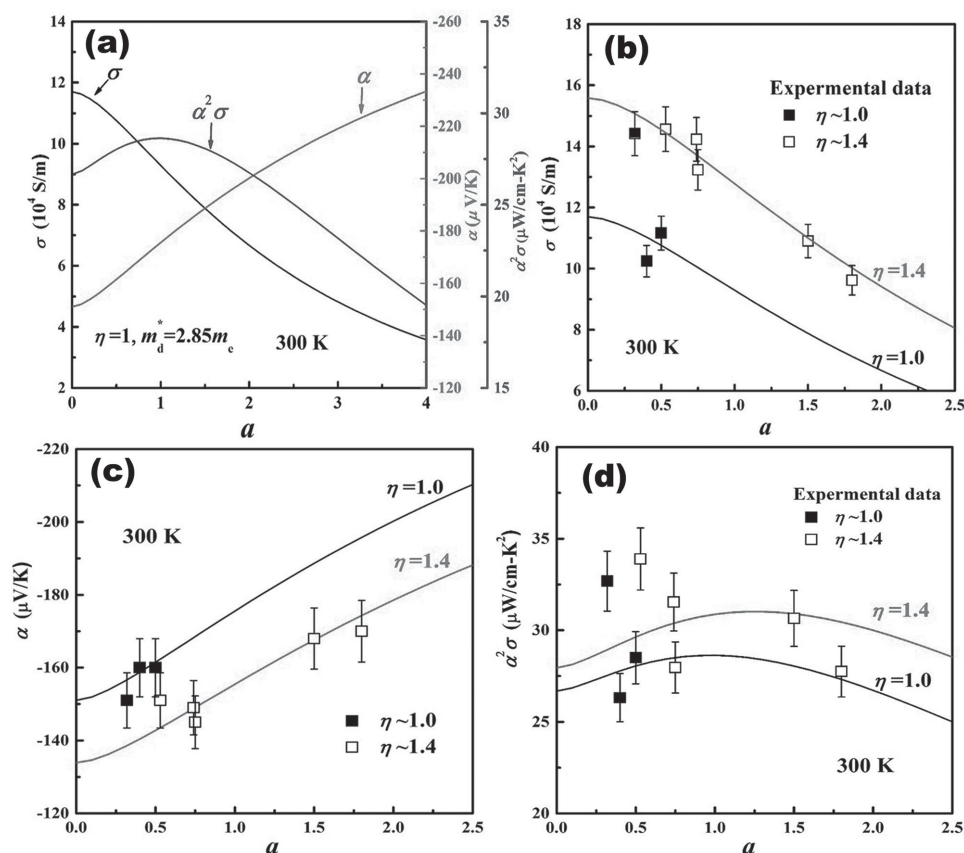 (a)
σ
α² σ
α
η =1, m*d=2.85me
300 K
14
12
10
8
6
4
2
σ (10⁴ S/m)
0 1 2 3 4
a
-260
-240
-220
-200
-180
-160
-140
-120
α (μ V/K)
35
30
25
20
15
α² σ (μW/cm-K²)
(b)
Experimental data
η ~1.0
η ~1.4
η =1.4
η =1.0
300 K
18
16
14
12
10
8
6
σ (10⁴ S/m)
0.0 0.5 1.0 1.5 2.0 2.5
a
(c)
η =1.0
300 K
η =1.4
η ~1.0
η ~1.4
-220
-200
-180
-160
-140
-120
α (μV/K)
0.0 0.5 1.0 1.5 2.0 2.5
a
(d)
Expermental data
η ~1.0
η ~1.4
η =1.4
η =1.0
300 K
40
35
30
25
20
α² σ (μW/cm-K²)
0.0 0.5 1.0 1.5 2.0 2.5
a